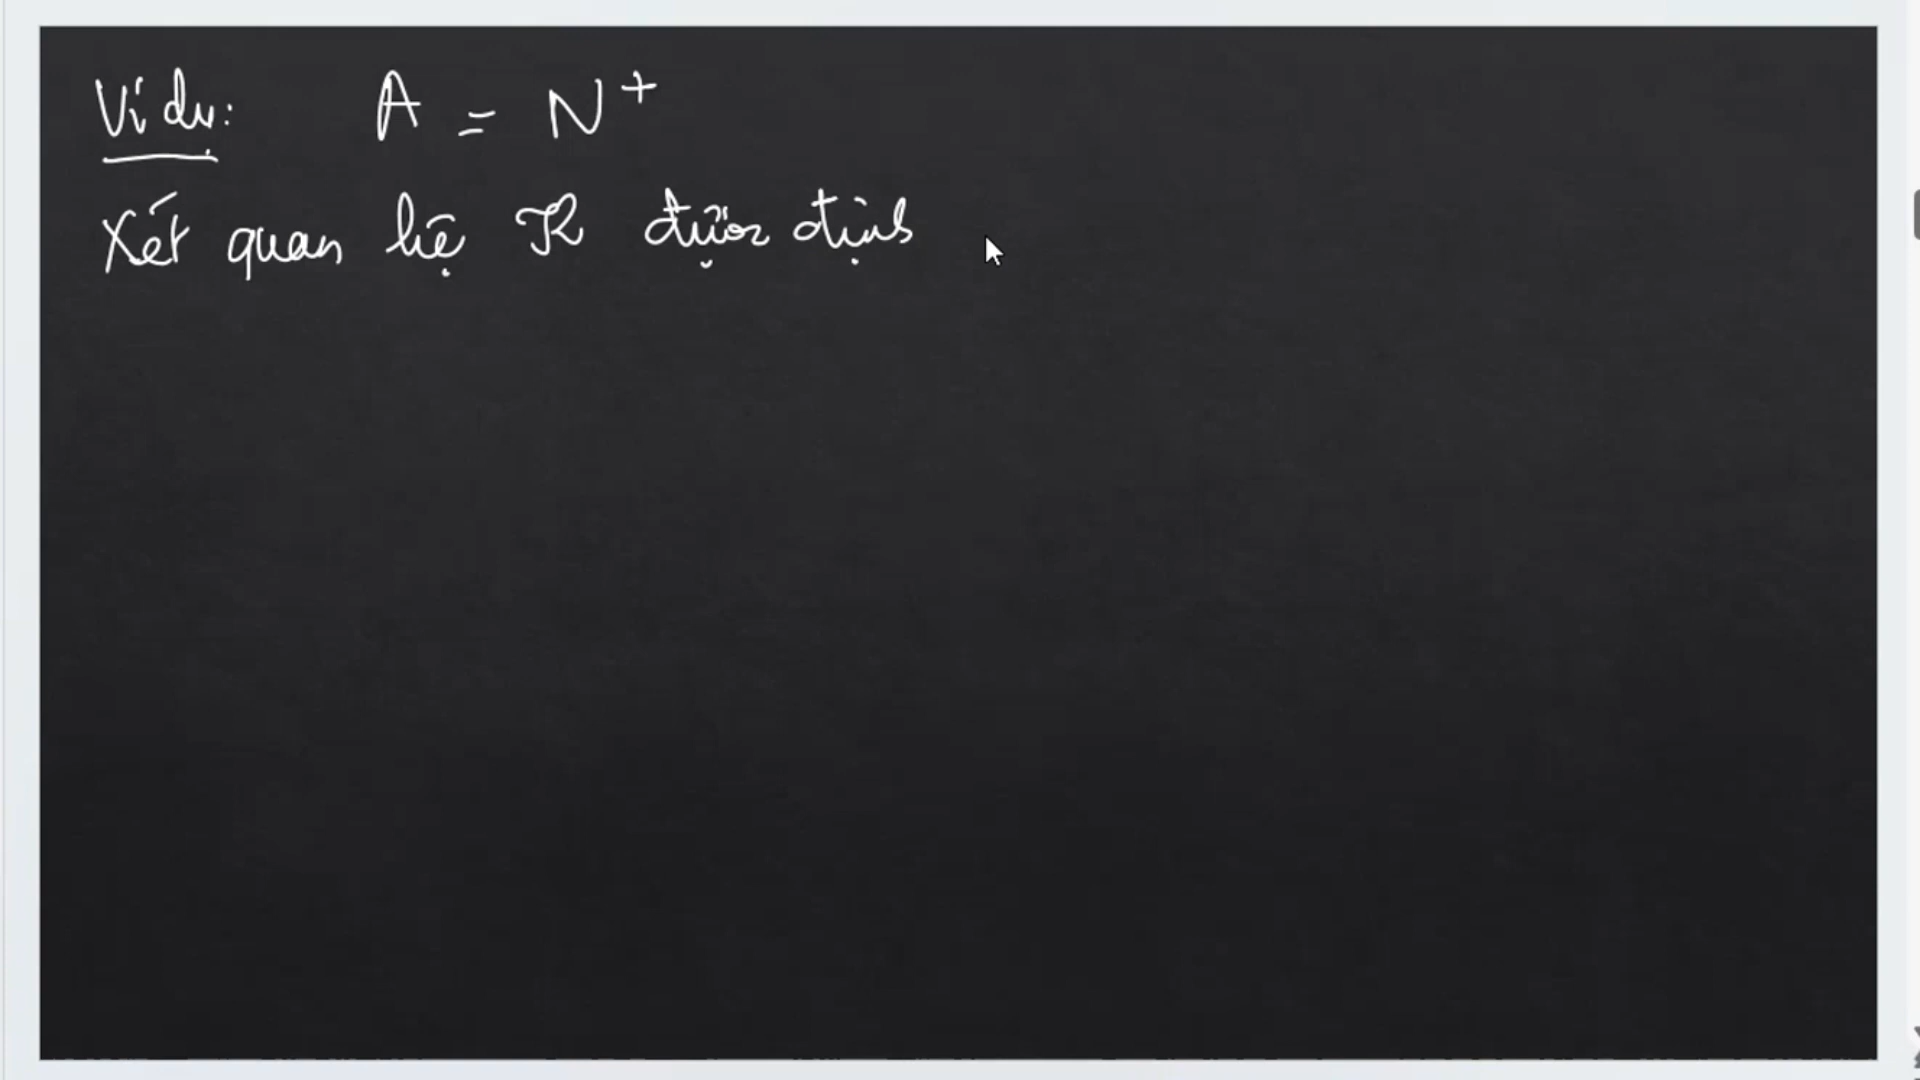 Ví dụ: A = N⁺
Xét quan hệ R được định